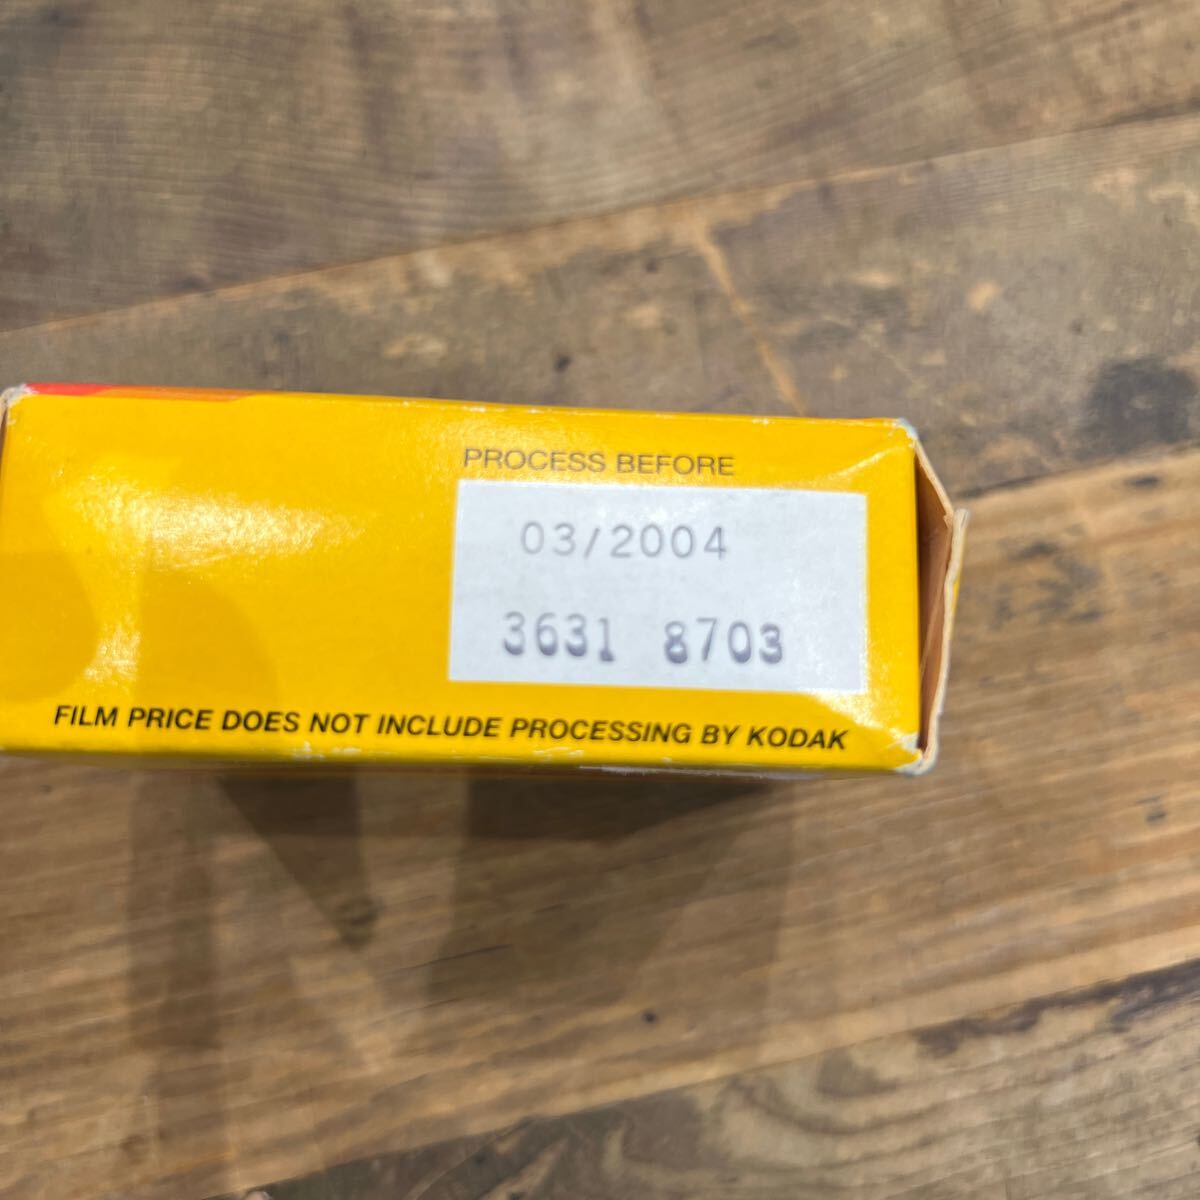 PROCESS BEFORE
03/2004
3631 8703
FILM PRICE DOES NOT INCLUDE PROCESSING BY KODAK